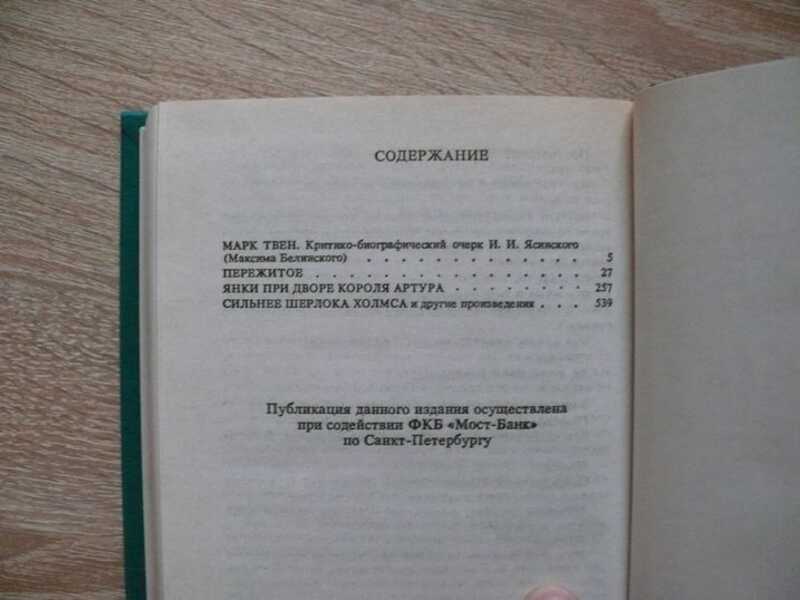 СОДЕРЖАНИЕ
МАРК ТВЕН. Критико-биографический очерк И. И. Ясинского
(Максима Белинского) . . . . . . . . . . . . . 5
ПЕРЕЖИТОЕ . . . . . . . . . . . . . . . 27
ЯНКИ ПРИ ДВОРЕ КОРОЛЯ АРТУРА . . . . . . . . 257
СИЛЬНЕЕ ШЕРЛОКА ХОЛМСА и другие произведения . . . 539
Публикация данного издания осуществлена
при содействии ФКБ «Мост-Банк»
по Санкт-Петербургу